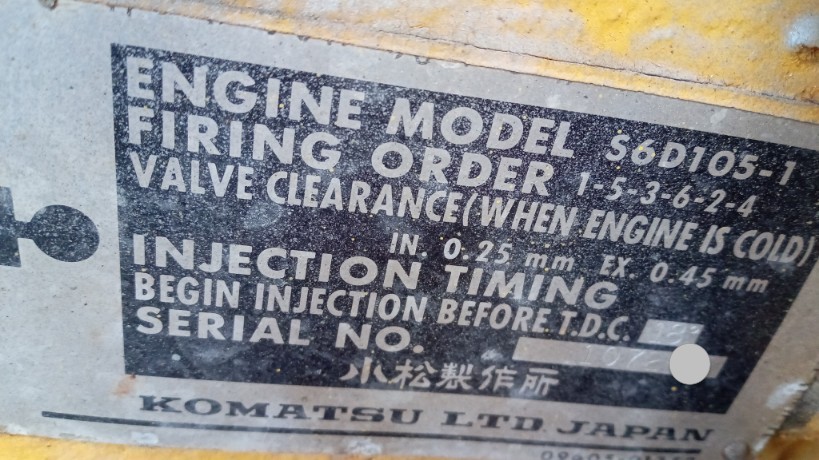 ENGINE MODEL S6D105-1
FIRING ORDER 1-5-3-6-2-4
VALVE CLEARANCE(WHEN ENGINE IS COLD)
IN. 0.25 mm EX. 0.45 mm
INJECTION TIMING
BEGIN INJECTION BEFORE T.D.C.
SERIAL NO.
小松製作所
KOMATSU LTD. JAPAN